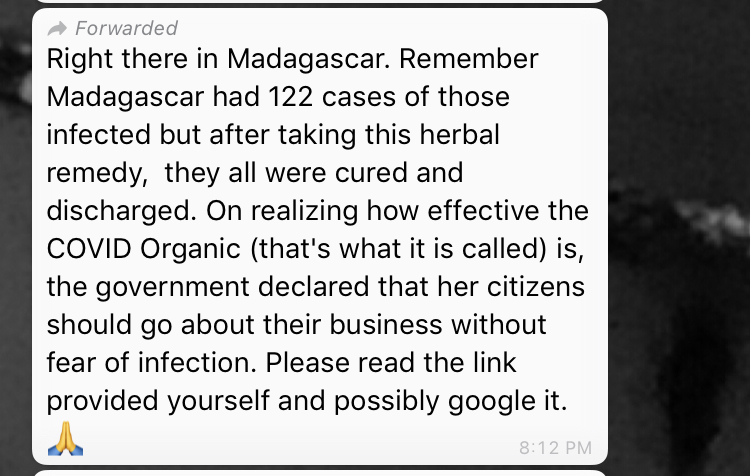 Forwarded
Right there in Madagascar. Remember
Madagascar had 122 cases of those
infected but after taking this herbal
remedy,  they all were cured and
discharged. On realizing how effective the
COVID Organic (that's what it is called) is,
the government declared that her citizens
should go about their business without
fear of infection. Please read the link
provided yourself and possibly google it.
🙏
8:12 PM